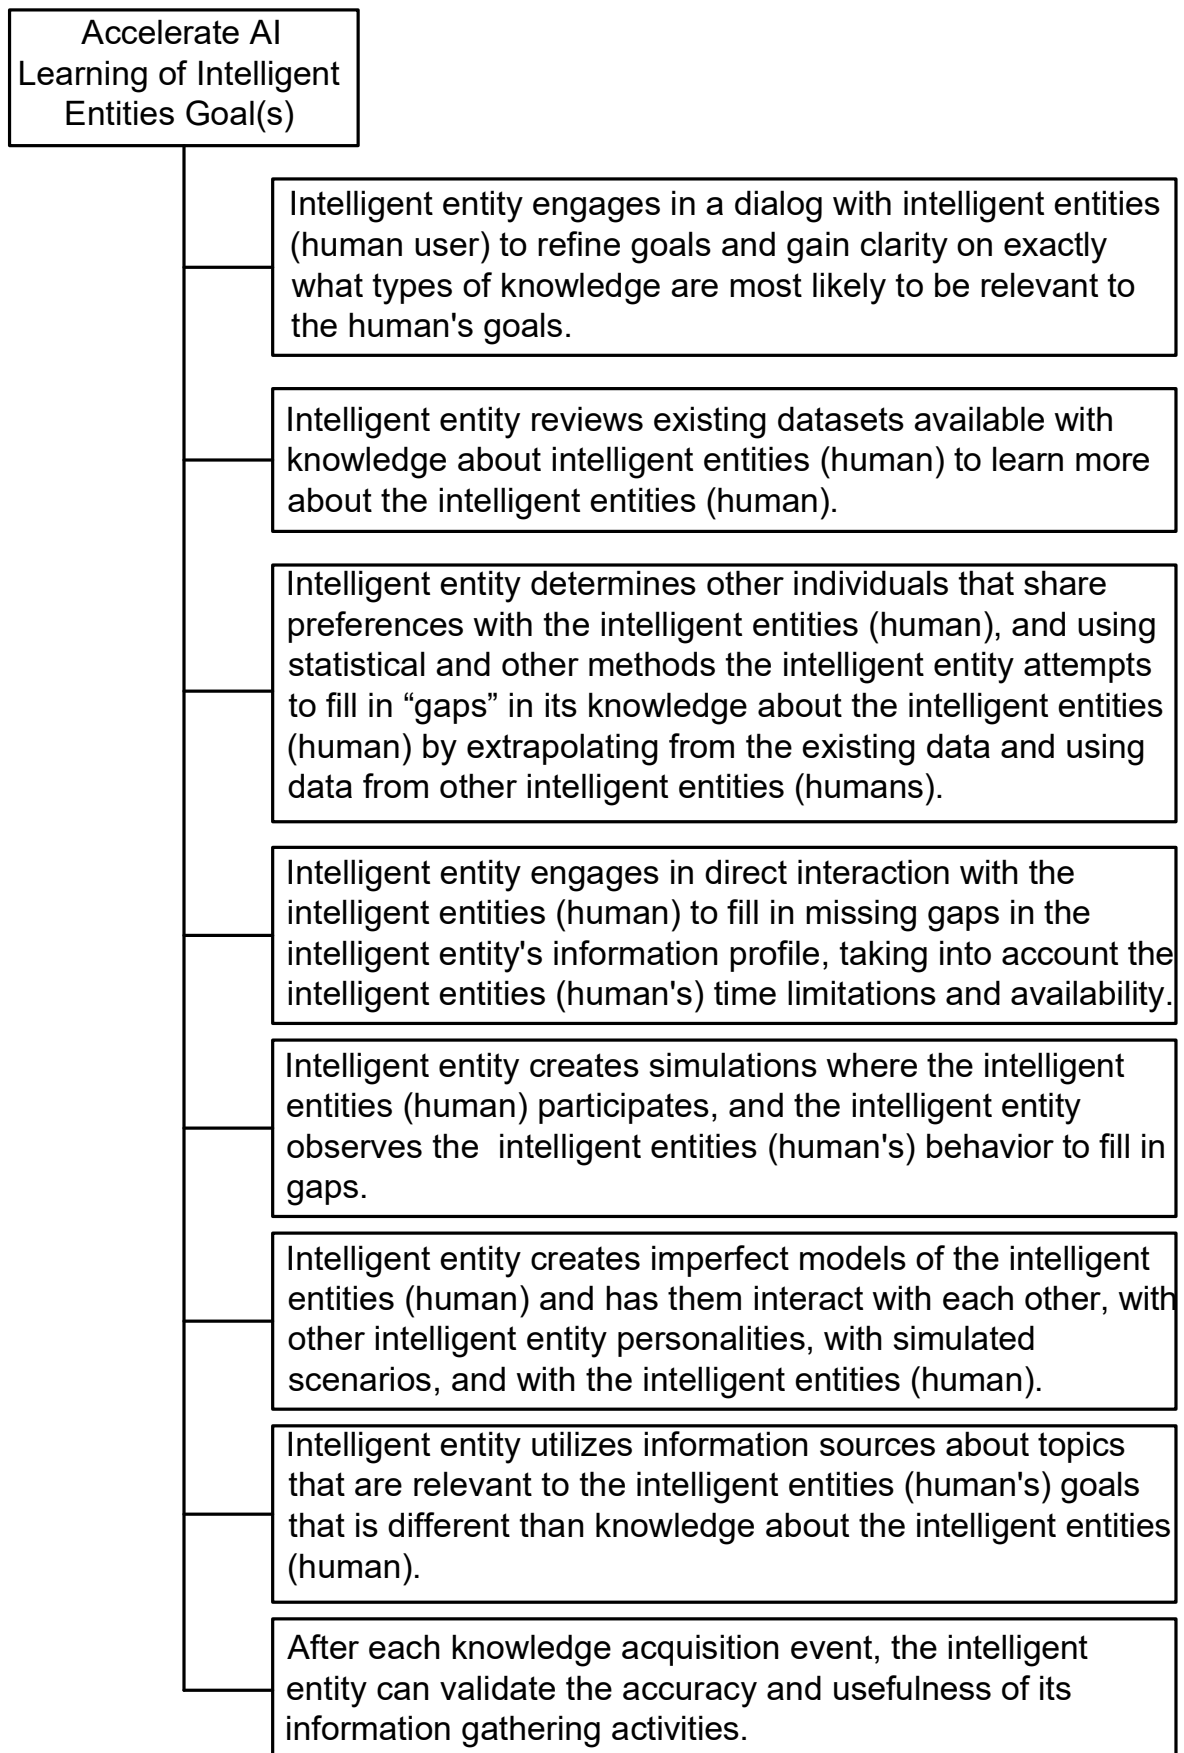 Accelerate AI
Learning of Intelligent
Entities Goal(s)
Intelligent entity engages in a dialog with intelligent entities
(human user) to refine goals and gain clarity on exactly
what types of knowledge are most likely to be relevant to
the human's goals.
Intelligent entity reviews existing datasets available with
knowledge about intelligent entities (human) to learn more
about the intelligent entities (human).
Intelligent entity determines other individuals that share
preferences with the intelligent entities (human), and using
statistical and other methods the intelligent entity attempts
to fill in “gaps” in its knowledge about the intelligent entities
(human) by extrapolating from the existing data and using
data from other intelligent entities (humans).
Intelligent entity engages in direct interaction with the
intelligent entities (human) to fill in missing gaps in the
intelligent entity's information profile, taking into account the
intelligent entities (human's) time limitations and availability.
Intelligent entity creates simulations where the intelligent
entities (human) participates, and the intelligent entity
observes the  intelligent entities (human's) behavior to fill in
gaps.
Intelligent entity creates imperfect models of the intelligent
entities (human) and has them interact with each other, with
other intelligent entity personalities, with simulated
scenarios, and with the intelligent entities (human).
Intelligent entity utilizes information sources about topics
that are relevant to the intelligent entities (human's) goals
that is different than knowledge about the intelligent entities
(human).
After each knowledge acquisition event, the intelligent
entity can validate the accuracy and usefulness of its
information gathering activities.